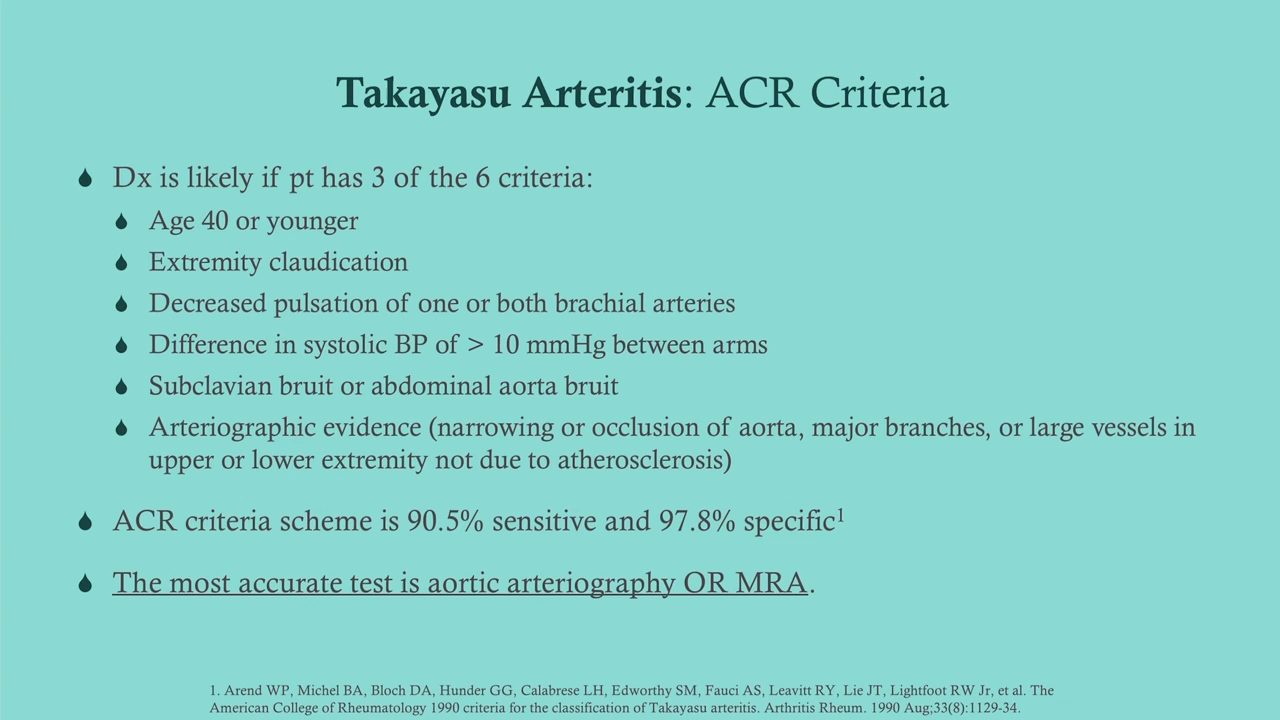 Takayasu Arteritis: ACR Criteria
Dx is likely if pt has 3 of the 6 criteria:
Age 40 or younger
Extremity claudication
Decreased pulsation of one or both brachial arteries
Difference in systolic BP of > 10 mmHg between arms
Subclavian bruit or abdominal aorta bruit
Arteriographic evidence (narrowing or occlusion of aorta, major branches, or large vessels in
upper or lower extremity not due to atherosclerosis)
ACR criteria scheme is 90.5% sensitive and 97.8% specific¹
The most accurate test is aortic arteriography OR MRA.
1. Arend WP, Michel BA, Bloch DA, Hunder GG, Calabrese LH, Edworthy SM, Fauci AS, Leavitt RY, Lie JT, Lightfoot RW Jr, et al. The
American College of Rheumatology 1990 criteria for the classification of Takayasu arteritis. Arthritis Rheum. 1990 Aug;33(8):1129-34.